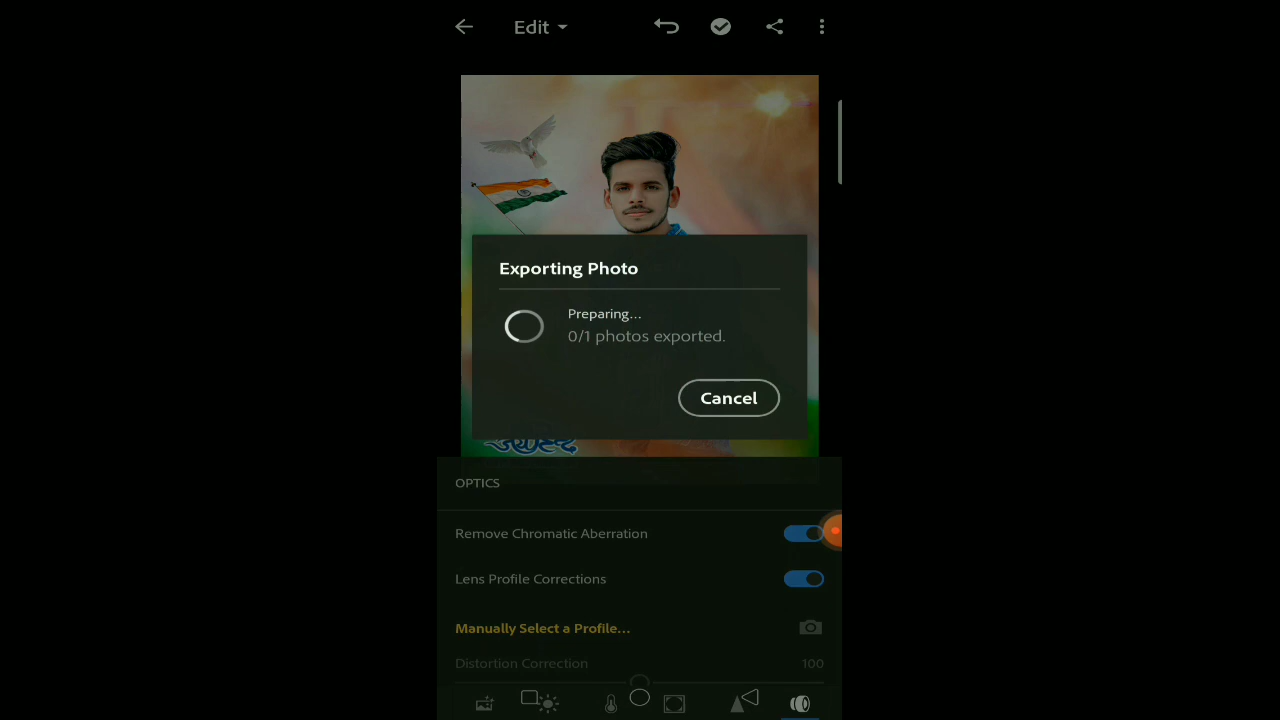 Edit
Exporting Photo
Preparing...
0/1 photos exported.
Cancel
OPTICS
Remove Chromatic Aberration
Lens Profile Corrections
Manually Select a Profile...
Distortion Correction 100